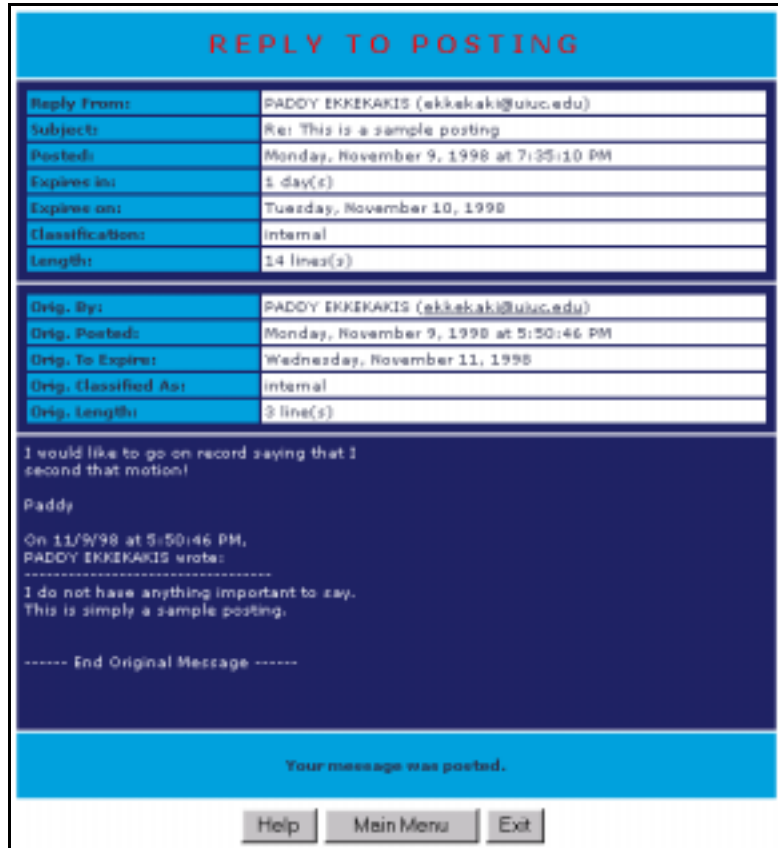 REPLY TO POSTING
Reply From: PADDY EKKEKAKIS (ekkekaki@uiuc.edu)
Subject: Re: This is a sample posting
Posted: Monday, November 9, 1998 at 7:35:10 PM
Expires in: 1 day(s)
Expires on: Tuesday, November 10, 1998
Classification: internal
Length: 14 lines(s)
Orig. By: PADDY EKKEKAKIS (ekkekaki@uiuc.edu)
Orig. Posted: Monday, November 9, 1998 at 5:50:46 PM
Orig. To Expire: Wednesday, November 11, 1998
Orig. Classified As: internal
Orig. Length: 3 line(s)
I would like to go on record saying that I
second that motion!
Paddy
On 11/9/98 at 5:50:46 PM,
PADDY EKKEKAKIS wrote:
----------------------------------
I do not have anything important to say.
This is simply a sample posting.
------ End Original Message ------
Your message was posted.
Help Main Menu Exit